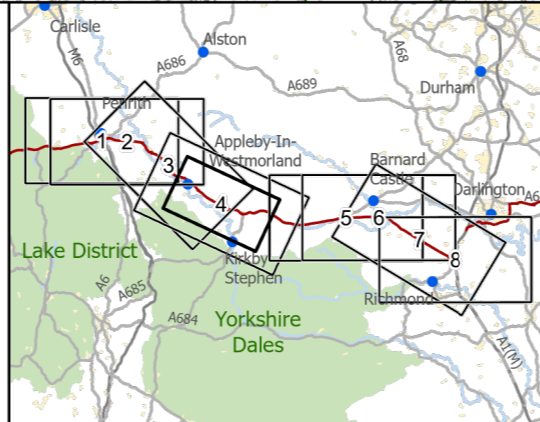 Carlisle
M6
A686
Alston
A68
A689
Durham
Penrith
1
2
Appleby-In-
Westmorland
3
Barnard
Castle
Darlington
A6
4
5
6
7
8
Lake District
Kirkby
Stephen
Richmond
A6
A685
A684
Yorkshire
Dales
A1(M)